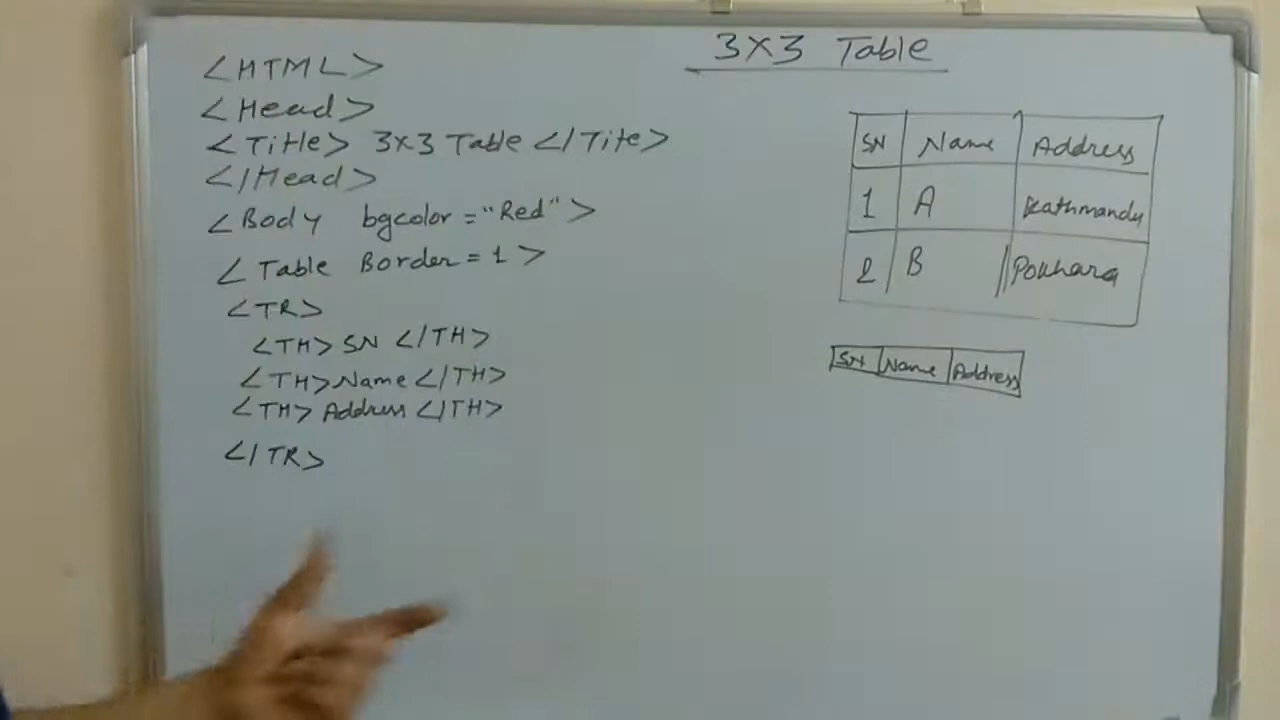 3x3 Table
<HTML>
<Head>
<Title> 3x3 Table </Tite>
</Head>
<Body bgcolor="Red">
<Table Border=1>
<TR>
<TH> SN </TH>
<TH> Name </TH>
<TH> Address </TH>
</TR>
SN Name Address
1 A Kathmandu
2 B Pokhara
SN Name Address